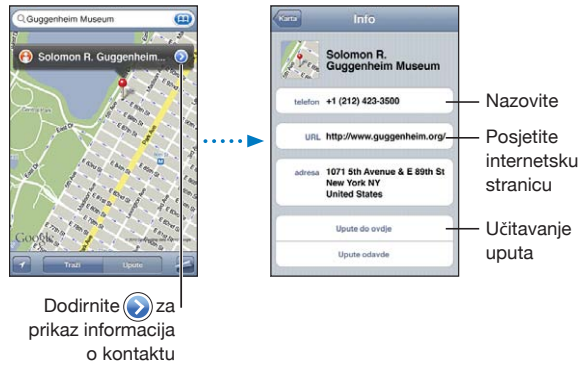 Guggenheim Museum
Solomon R. Guggenheim...
Google
Traži
Upute
Dodirnite za
prikaz informacija
o kontaktu
Karta
Info
Solomon R.
Guggenheim Museum
telefon +1 (212) 423-3500
URL http://www.guggenheim.org/
adresa 1071 5th Avenue & E 89th St
New York NY
United States
Upute do ovdje
Upute odavde
Nazovite
Posjetite
internetsku
stranicu
Učitavanje
uputa